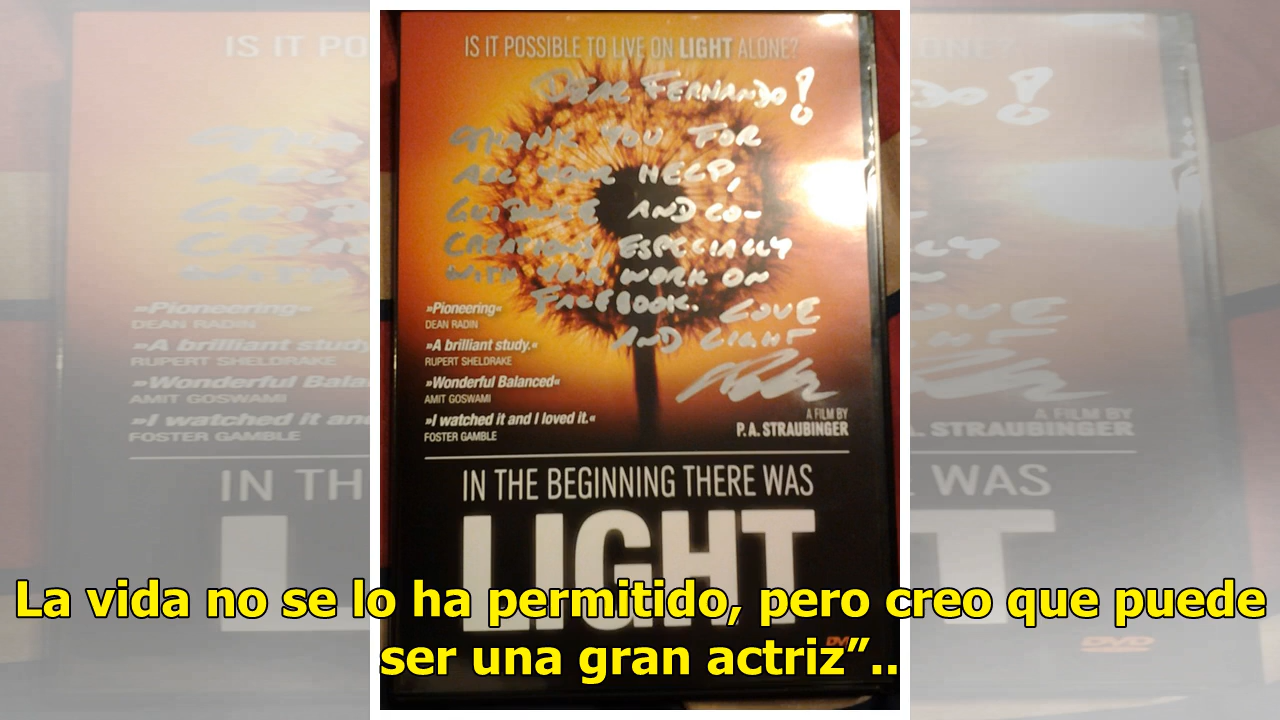 IS IT POSSIBLE TO LIVE ON LIGHT ALONE?
DEAR FERNANDO!
THANK YOU FOR
ALL YOUR HELP,
GUIDANCE AND CO-
CREATIONS, ESPECIALLY
WITH YOUR WORK ON
FACEBOOK. LOVE
AND LIGHT
»Pioneering«
DEAN RADIN
»A brilliant study.«
RUPERT SHELDRAKE
»Wonderful Balanced«
AMIT GOSWAMI
»I watched it and I loved it.«
FOSTER GAMBLE
A FILM BY
P.A. STRAUBINGER
IN THE BEGINNING THERE WAS
LIGHT
DVD
La vida no se lo ha permitido, pero creo que puede
ser una gran actriz”..